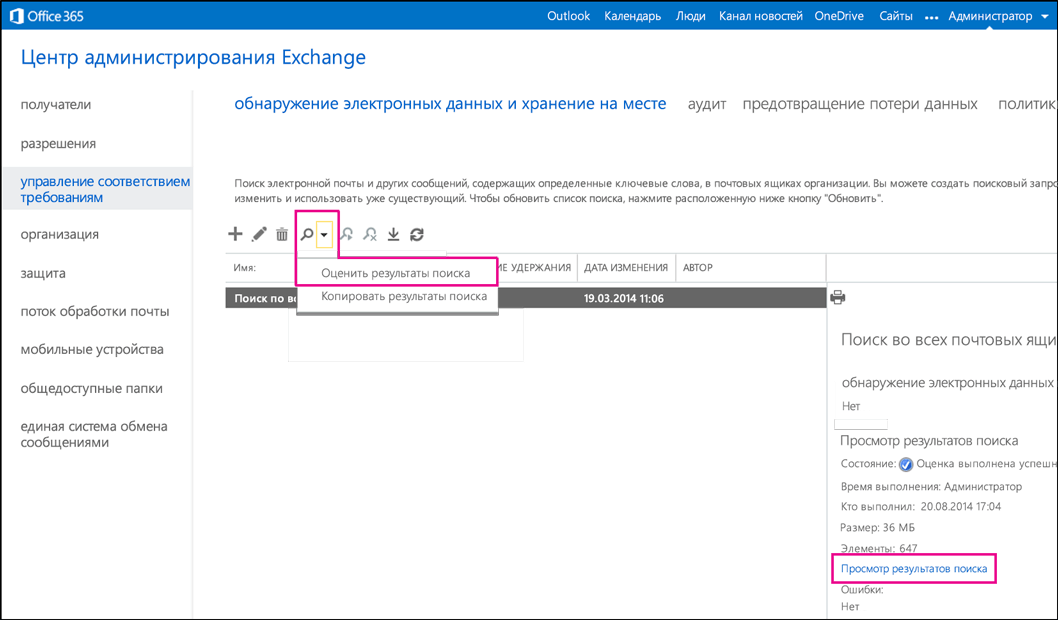 Office 365
Outlook Календарь Люди Канал новостей OneDrive Сайты ••• Администратор
Центр администрирования Exchange
получатели
разрешения
управление соответствием
требованиям
организация
защита
поток обработки почты
мобильные устройства
общедоступные папки
единая система обмена
сообщениями
обнаружение электронных данных и хранение на месте аудит предотвращение потери данных политик
Поиск электронной почты и других сообщений, содержащих определенные ключевые слова, в почтовых ящиках организации. Вы можете создать поисковый запро
изменить и использовать уже существующий. Чтобы обновить список поиска, нажмите расположенную ниже кнопку "Обновить".
Имя: ИЕ УДЕРЖАНИЯ ДАТА ИЗМЕНЕНИЯ АВТОР
Оценить результаты поиска
Копировать результаты поиска
Поиск по вс 19.03.2014 11:06
Поиск во всех почтовых ящи
обнаружение электронных данных
Нет
Просмотр результатов поиска
Состояние: Оценка выполнена успешн
Время выполнения: Администратор
Кто выполнил: 20.08.2014 17:04
Размер: 36 МБ
Элементы: 647
Просмотр результатов поиска
Ошибки:
Нет